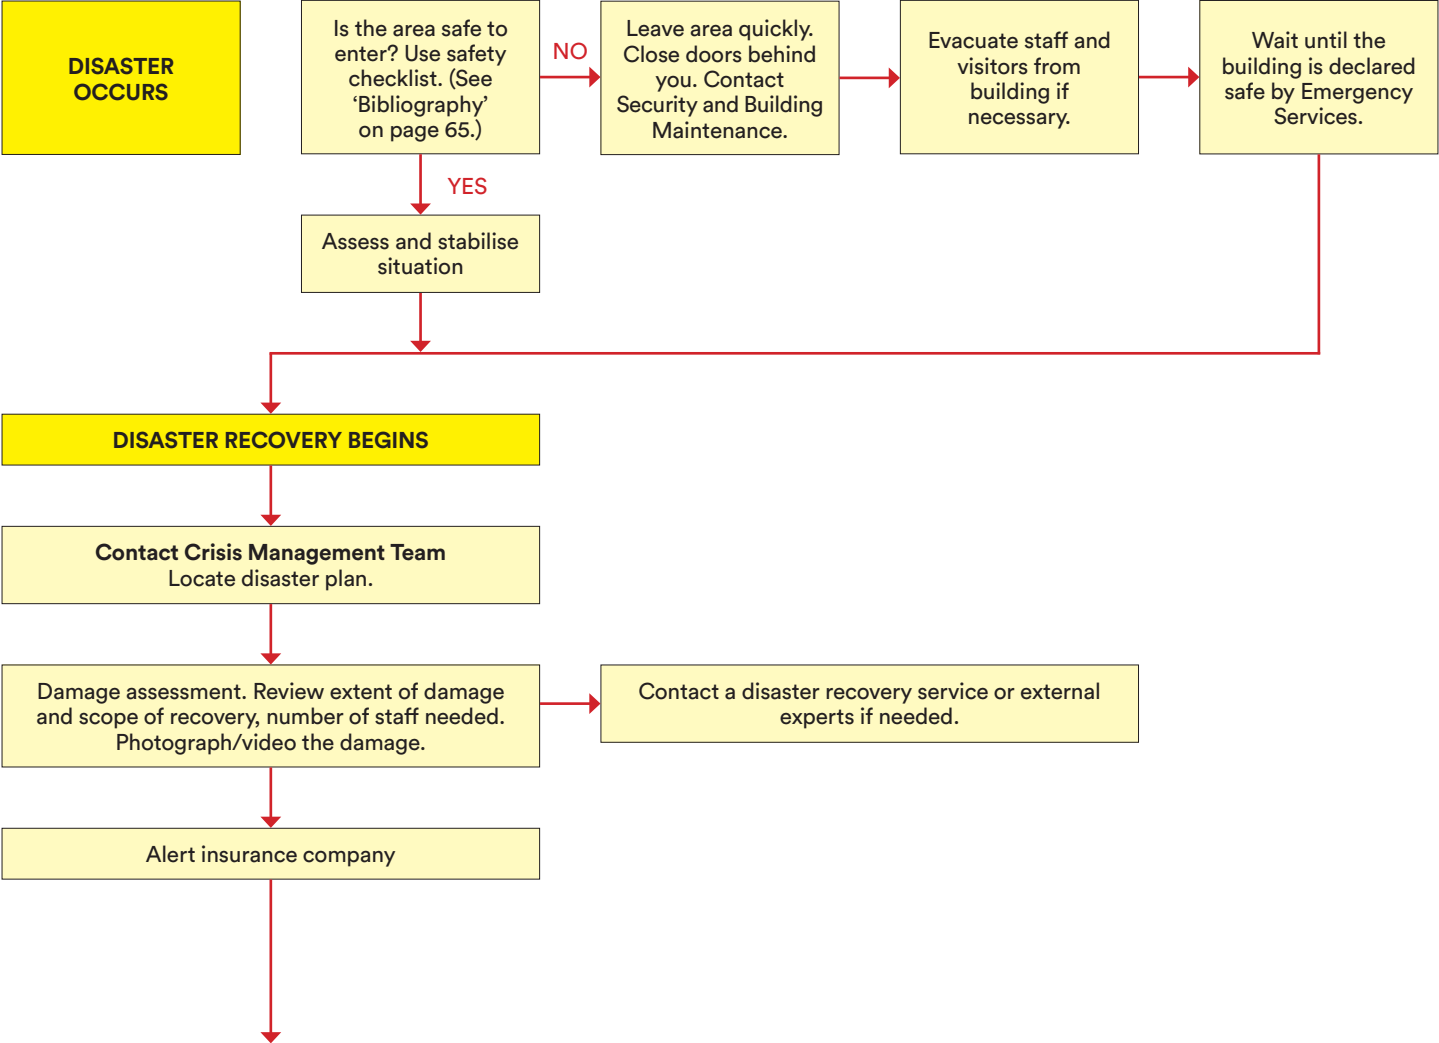 DISASTER
OCCURS
Is the area safe to
enter? Use safety
checklist. (See
‘Bibliography’
on page 65.)
NO
Leave area quickly.
Close doors behind
you. Contact
Security and Building
Maintenance.
Evacuate staff and
visitors from
building if
necessary.
Wait until the
building is declared
safe by Emergency
Services.
YES
Assess and stabilise
situation
DISASTER RECOVERY BEGINS
Contact Crisis Management Team
Locate disaster plan.
Damage assessment. Review extent of damage
and scope of recovery, number of staff needed.
Photograph/video the damage.
Contact a disaster recovery service or external
experts if needed.
Alert insurance company